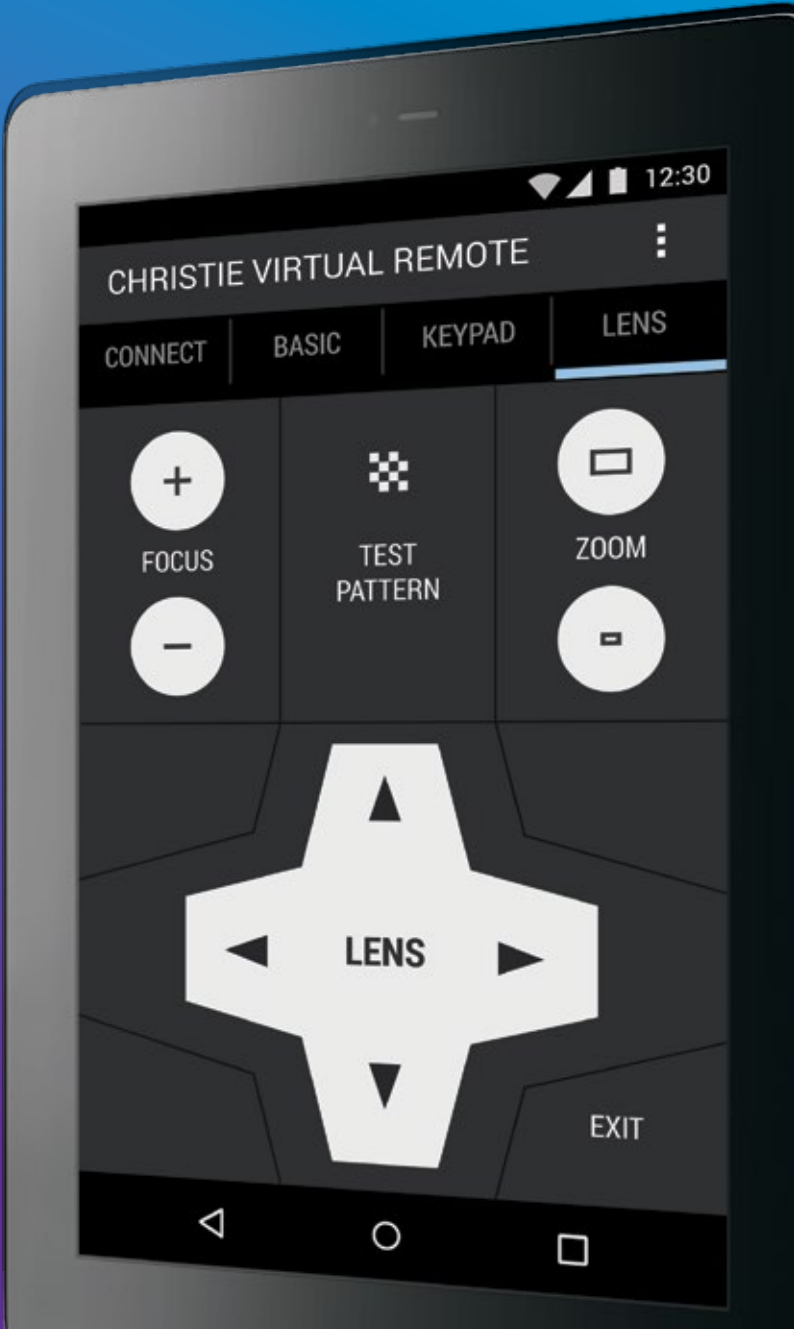 12:30
CHRISTIE VIRTUAL REMOTE
CONNECT BASIC KEYPAD LENS
FOCUS
TEST
PATTERN
ZOOM
LENS
EXIT